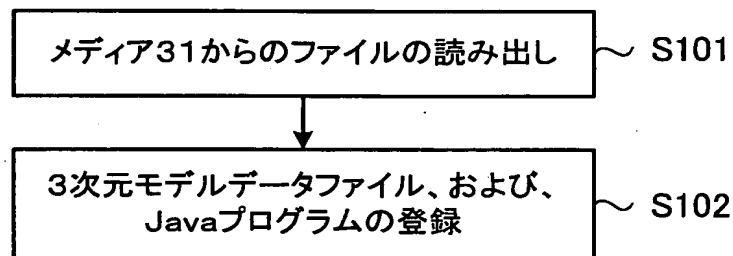 メディア31からのファイルの読み出し S101
3次元モデルデータファイル、および、
Javaプログラムの登録 S102